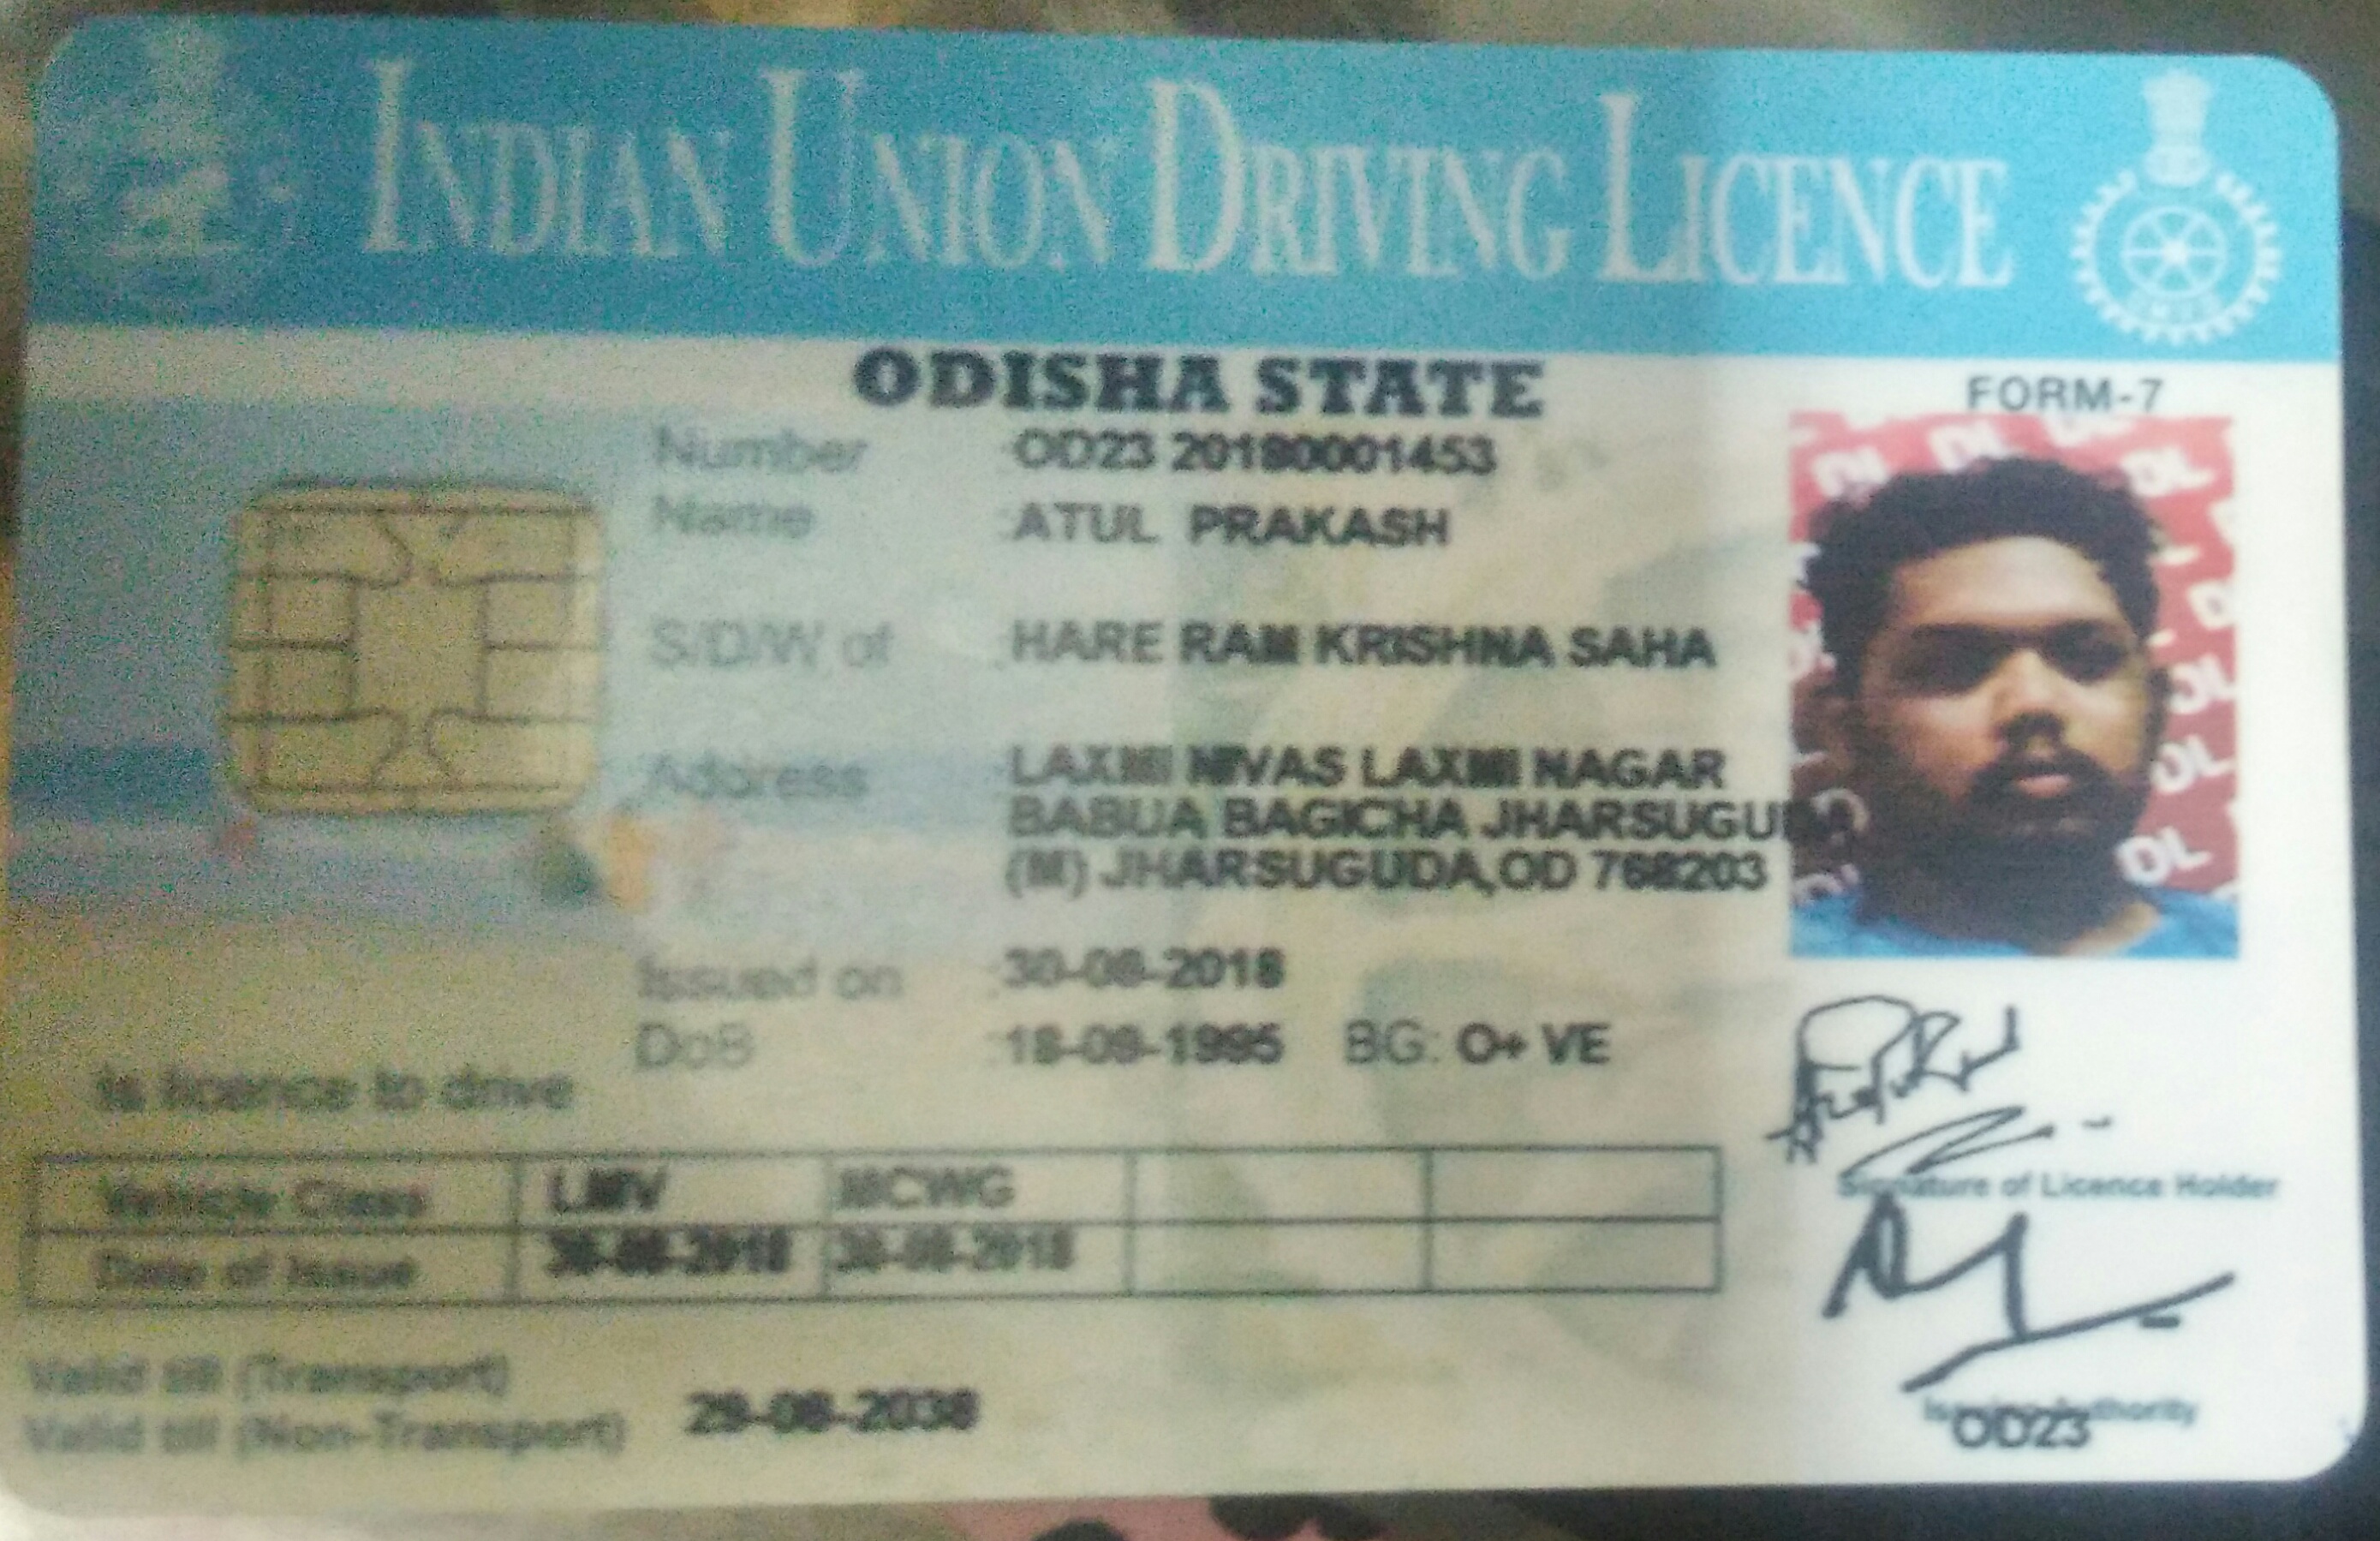 INDIAN UNION DRIVING LICENCE
ODISHA STATE
FORM-7
Number :OD23 20180001453
Name :ATUL PRAKASH
S/D/W of :HARE RAM KRISHNA SAHA
Address :LAXMI NIVAS LAXMI NAGAR
BABUA BAGICHA JHARSUGUDA
(M) JHARSUGUDA,OD 768203
Issued on :30-08-2018
DoB :18-09-1995 BG: O+ VE
Is licence to drive
Vehicle Class LMV MCWG
Date of Issue 30-08-2018 30-08-2018
Signature of Licence Holder
Valid till (Transport)
Valid till (Non-Transport) 29-08-2038
Issuing Authority
OD23